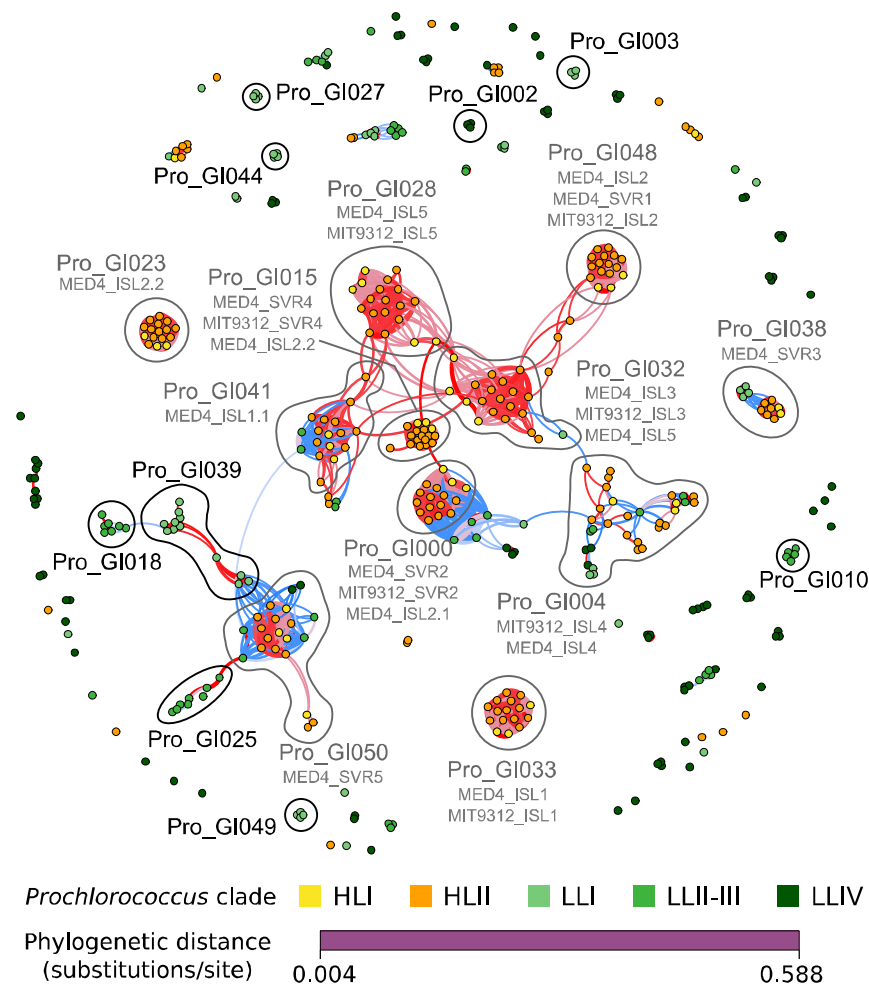 Pro_GI003
Pro_GI027
Pro_GI002
Pro_GI044
Pro_GI048
MED4_ISL2
MED4_SVR1
MIT9312_ISL2
Pro_GI028
MED4_ISL5
MIT9312_ISL5
Pro_GI023
MED4_ISL2.2
Pro_GI015
MED4_SVR4
MIT9312_SVR4
MED4_ISL2.2
Pro_GI038
MED4_SVR3
Pro_GI032
MED4_ISL3
MIT9312_ISL3
MED4_ISL5
Pro_GI041
MED4_ISL1.1
Pro_GI039
Pro_GI018
Pro_GI000
MED4_SVR2
MIT9312_SVR2
MED4_ISL2.1
Pro_GI010
Pro_GI004
MIT9312_ISL4
MED4_ISL4
Pro_GI025
Pro_GI050
MED4_SVR5
Pro_GI033
MED4_ISL1
MIT9312_ISL1
Pro_GI049
Prochlorococcus clade HLI HLII LLI LLII-III LLIV
Phylogenetic distance
(substitutions/site)
0.004 0.588